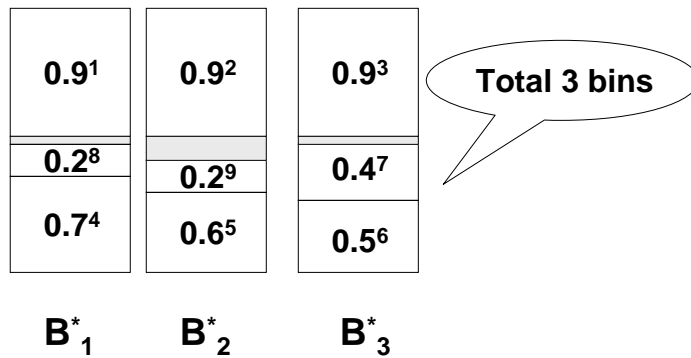 0.9¹ 0.9² 0.9³ Total 3 bins
0.2⁸ 0.2⁹ 0.4⁷
0.7⁴ 0.6⁵ 0.5⁶
B*₁ B*₂ B*₃